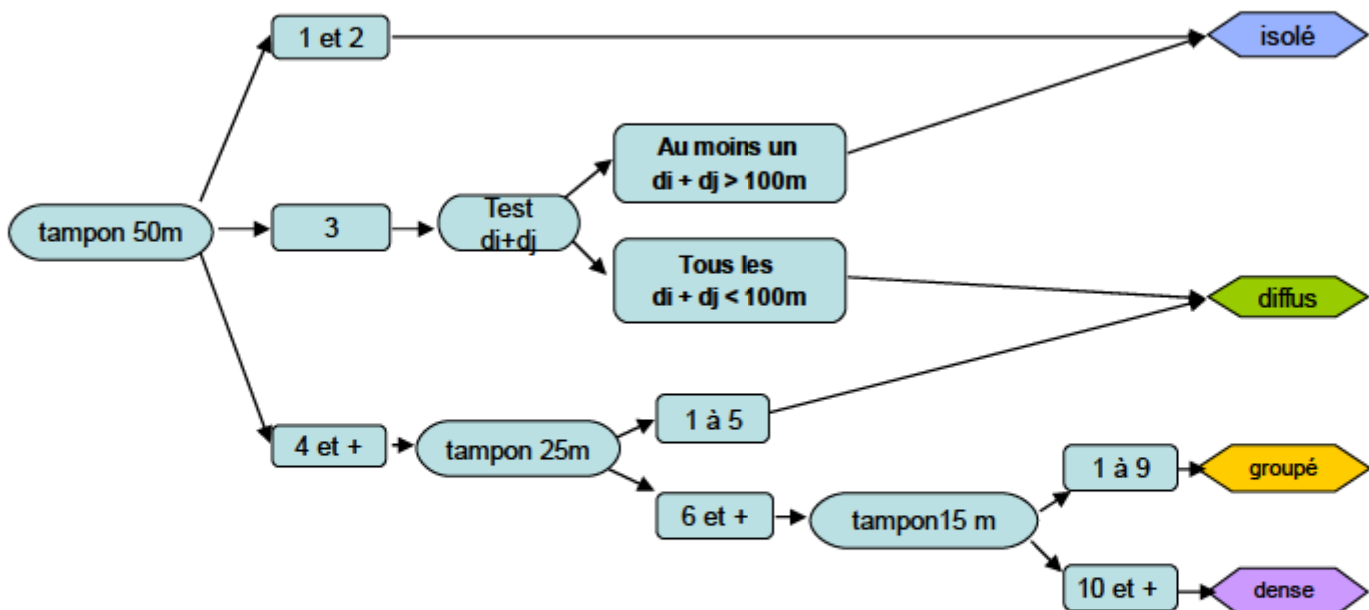 1 et 2
isolé
Au moins un
di + dj > 100m
tampon 50m
3
Test
di+dj
Tous les
di + dj < 100m
diffus
4 et +
tampon 25m
1 à 5
6 et +
tampon15 m
1 à 9
groupé
10 et +
dense